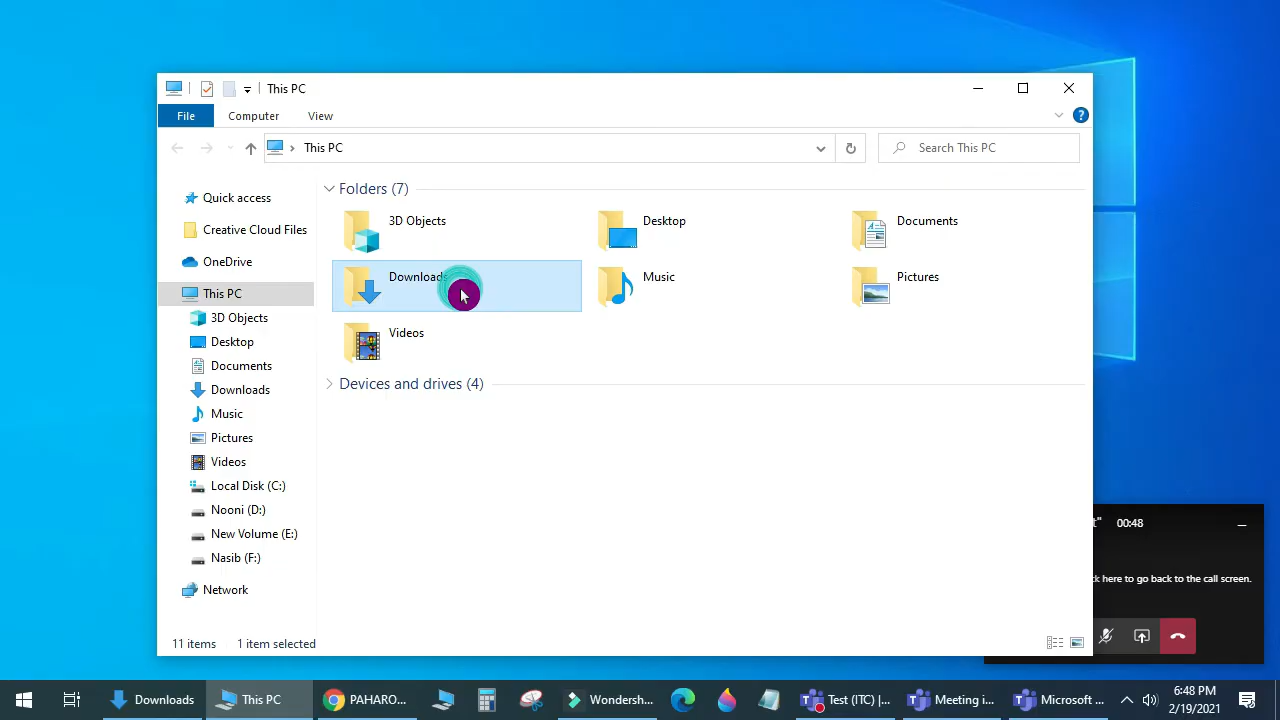 This PC
File
Computer
View
This PC
Search This PC
Quick access
Creative Cloud Files
OneDrive
This PC
3D Objects
Desktop
Documents
Downloads
Music
Pictures
Videos
Local Disk (C:)
Nooni (D:)
New Volume (E:)
Nasib (F:)
Network
Folders (7)
3D Objects
Desktop
Documents
Downloads
Music
Pictures
Videos
Devices and drives (4)
11 items
1 item selected
t"
00:48
ck here to go back to the call screen.
Downloads
This PC
PAHARO...
Wondersh...
Test (ITC) |...
Meeting i...
Microsoft ...
6:48 PM
2/19/2021